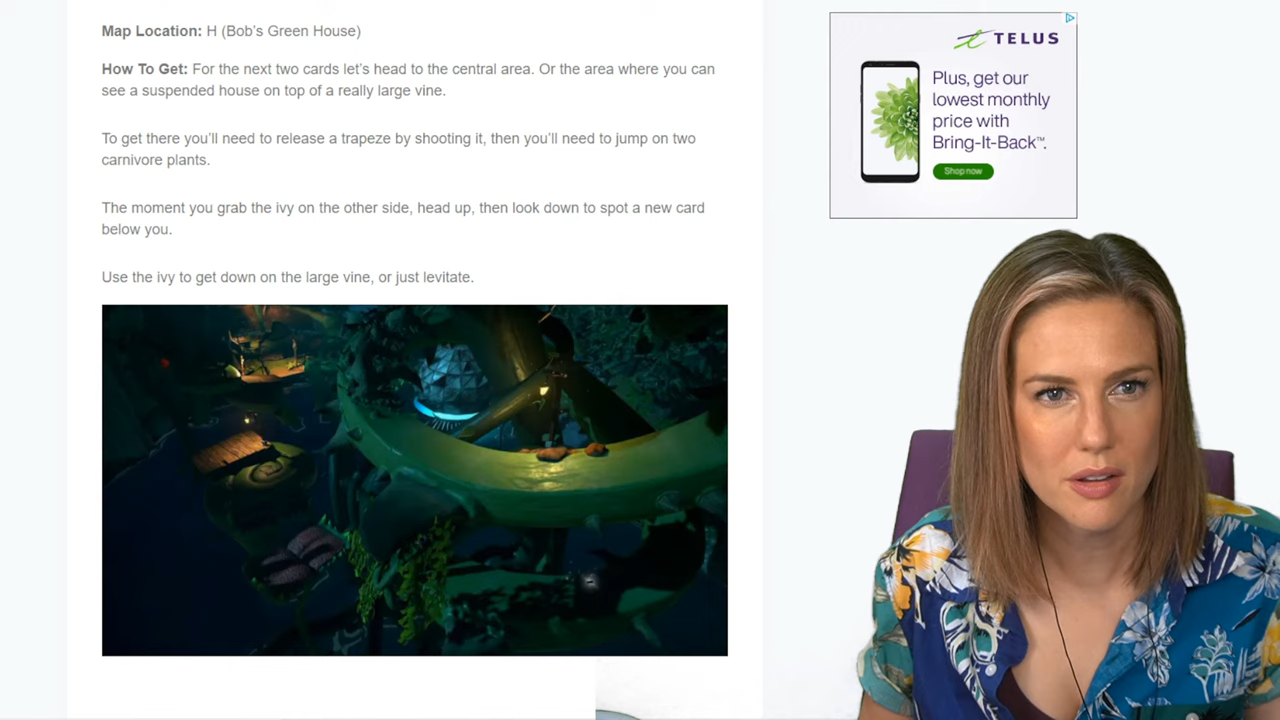 Map Location: H (Bob’s Green House)
How To Get: For the next two cards let’s head to the central area. Or the area where you can
see a suspended house on top of a really large vine.
To get there you’ll need to release a trapeze by shooting it, then you’ll need to jump on two
carnivore plants.
The moment you grab the ivy on the other side, head up, then look down to spot a new card
below you.
Use the ivy to get down on the large vine, or just levitate.
TELUS
Plus, get our
lowest monthly
price with
Bring-It-Back™.
Shop now